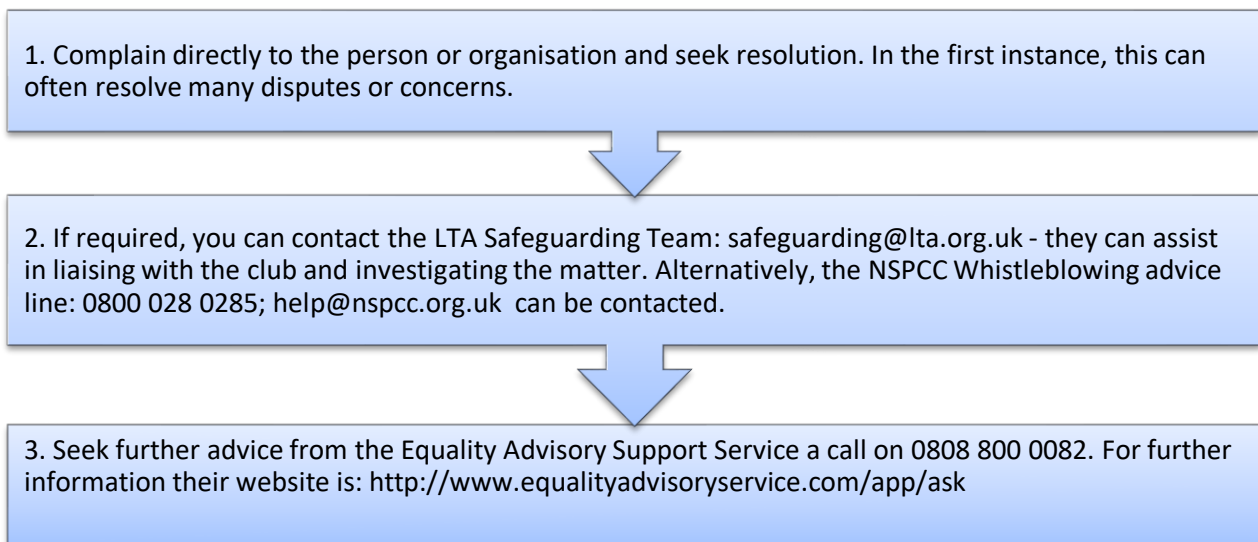 1. Complain directly to the person or organisation and seek resolution. In the first instance, this can
often resolve many disputes or concerns.
2. If required, you can contact the LTA Safeguarding Team: safeguarding@lta.org.uk - they can assist
in liaising with the club and investigating the matter. Alternatively, the NSPCC Whistleblowing advice
line: 0800 028 0285; help@nspcc.org.uk can be contacted.
3. Seek further advice from the Equality Advisory Support Service a call on 0808 800 0082. For further
information their website is: http://www.equalityadvisoryservice.com/app/ask